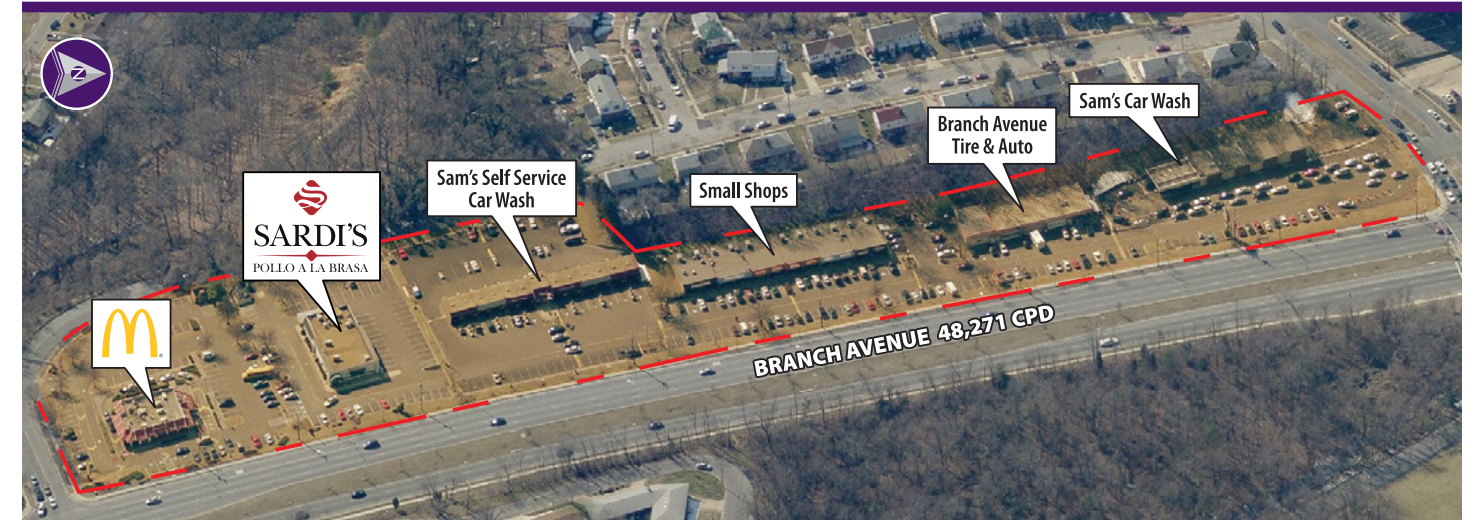 N
Sam's Car Wash
Branch Avenue
Tire & Auto
Sam's Self Service
Car Wash
Small Shops
SARDI'S
POLLO A LA BRASA
M
BRANCH AVENUE 48,271 CPD